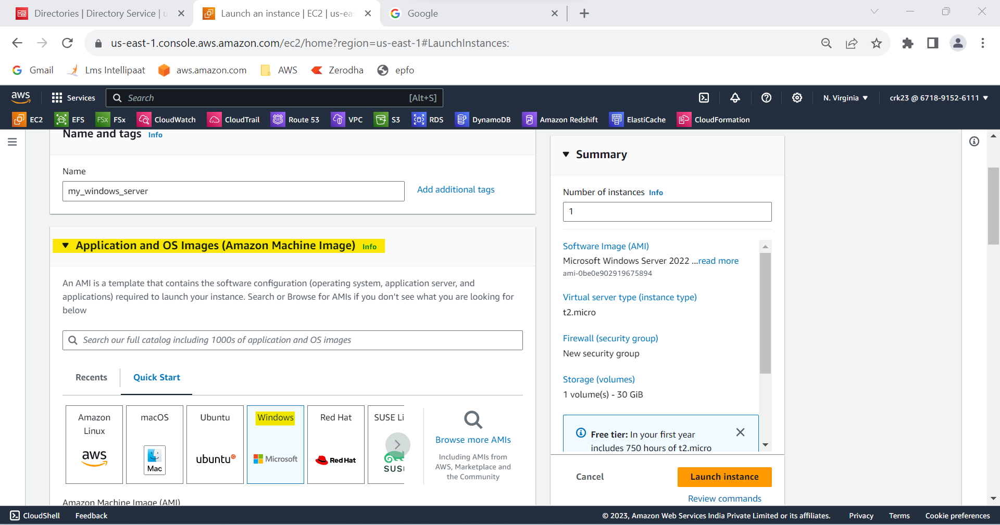 Directories | Directory Service | u
Launch an instance | EC2 | us-ea
Google
us-east-1.console.aws.amazon.com/ec2/home?region=us-east-1#LaunchInstances:
Gmail
Lms Intellipaat
aws.amazon.com
AWS
Zerodha
epfo
aws
Services
Search
[Alt+S]
N. Virginia
crk23 @ 6718-9152-6111
EC2
EFS
FSx
FSx
CloudWatch
CloudTrail
Route 53
VPC
S3
RDS
DynamoDB
Amazon Redshift
ElastiCache
CloudFormation
Name and tags Info
Name
my_windows_server
Add additional tags
Application and OS Images (Amazon Machine Image) Info
An AMI is a template that contains the software configuration (operating system, application server, and
applications) required to launch your instance. Search or Browse for AMIs if you don't see what you are looking for
below
Search our full catalog including 1000s of application and OS images
Recents
Quick Start
Amazon
Linux
aws
macOS
Mac
Ubuntu
ubuntu
Windows
Microsoft
Red Hat
RedHat
SUSE Li
SUS
Browse more AMIs
Including AMIs from
AWS, Marketplace and
the Community
Amazon Machine Image (AMI)
Summary
Number of instances Info
1
Software Image (AMI)
Microsoft Windows Server 2022 ...read more
ami-0be0e902919675894
Virtual server type (instance type)
t2.micro
Firewall (security group)
New security group
Storage (volumes)
1 volume(s) - 30 GiB
Free tier: In your first year
includes 750 hours of t2.micro
Cancel
Launch instance
Review commands
CloudShell
Feedback
© 2023, Amazon Web Services India Private Limited or its affiliates.
Privacy
Terms
Cookie preferences